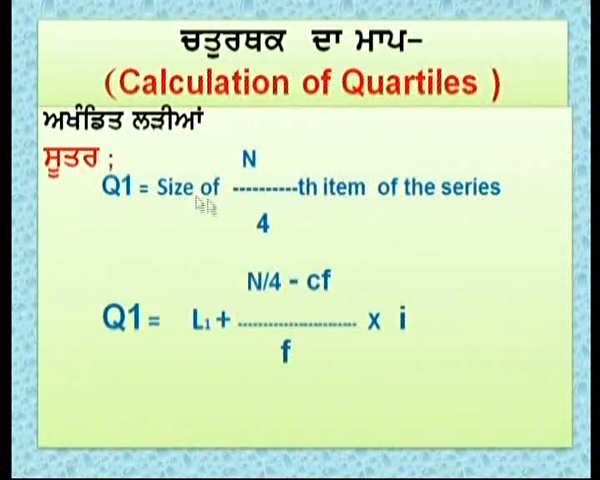 ਚਤੁਰਥਕ ਦਾ ਮਾਪ-
(Calculation of Quartiles )
ਅਖੰਡਿਤ ਲੜੀਆਂ
ਸੂਤਰ ;
N
Q1 = Size of ----------th item of the series
4
N/4 - cf
Q1 = L₁ + ---------------------- x i
f